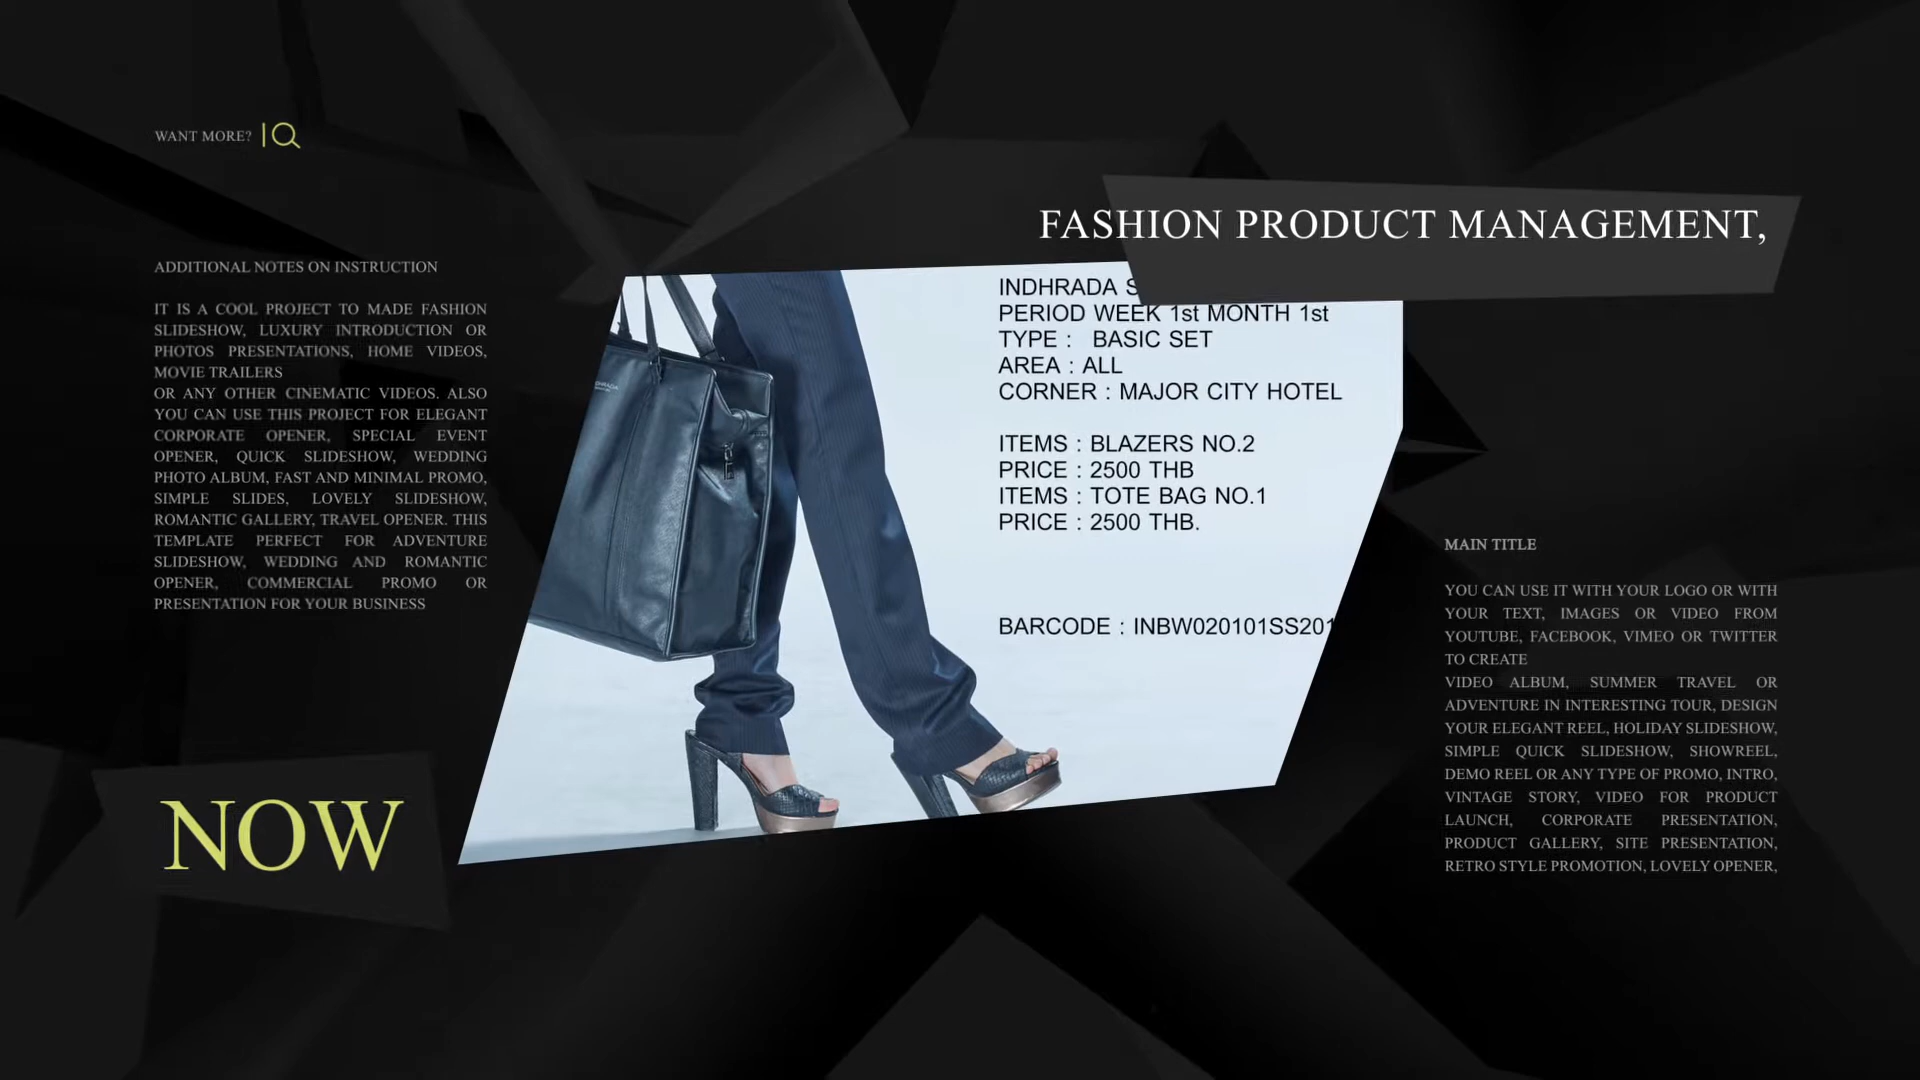 WANT MORE?
FASHION PRODUCT MANAGEMENT,
ADDITIONAL NOTES ON INSTRUCTION
IT IS A COOL PROJECT TO MADE FASHION
SLIDESHOW, LUXURY INTRODUCTION OR
PHOTOS PRESENTATIONS, HOME VIDEOS,
MOVIE TRAILERS
OR ANY OTHER CINEMATIC VIDEOS. ALSO
YOU CAN USE THIS PROJECT FOR ELEGANT
CORPORATE OPENER, SPECIAL EVENT
OPENER, QUICK SLIDESHOW, WEDDING
PHOTO ALBUM, FAST AND MINIMAL PROMO,
SIMPLE SLIDES, LOVELY SLIDESHOW,
ROMANTIC GALLERY, TRAVEL OPENER. THIS
TEMPLATE PERFECT FOR ADVENTURE
SLIDESHOW, WEDDING AND ROMANTIC
OPENER, COMMERCIAL PROMO OR
PRESENTATION FOR YOUR BUSINESS
NOW
INDHRADA S
PERIOD WEEK 1st MONTH 1st
TYPE : BASIC SET
AREA : ALL
CORNER : MAJOR CITY HOTEL
ITEMS : BLAZERS NO.2
PRICE : 2500 THB
ITEMS : TOTE BAG NO.1
PRICE : 2500 THB.
BARCODE : INBW020101SS201
MAIN TITLE
YOU CAN USE IT WITH YOUR LOGO OR WITH
YOUR TEXT, IMAGES OR VIDEO FROM
YOUTUBE, FACEBOOK, VIMEO OR TWITTER
TO CREATE
VIDEO ALBUM, SUMMER TRAVEL OR
ADVENTURE IN INTERESTING TOUR, DESIGN
YOUR ELEGANT REEL, HOLIDAY SLIDESHOW,
SIMPLE QUICK SLIDESHOW, SHOWREEL,
DEMO REEL OR ANY TYPE OF PROMO, INTRO,
VINTAGE STORY, VIDEO FOR PRODUCT
LAUNCH, CORPORATE PRESENTATION,
PRODUCT GALLERY, SITE PRESENTATION,
RETRO STYLE PROMOTION, LOVELY OPENER,